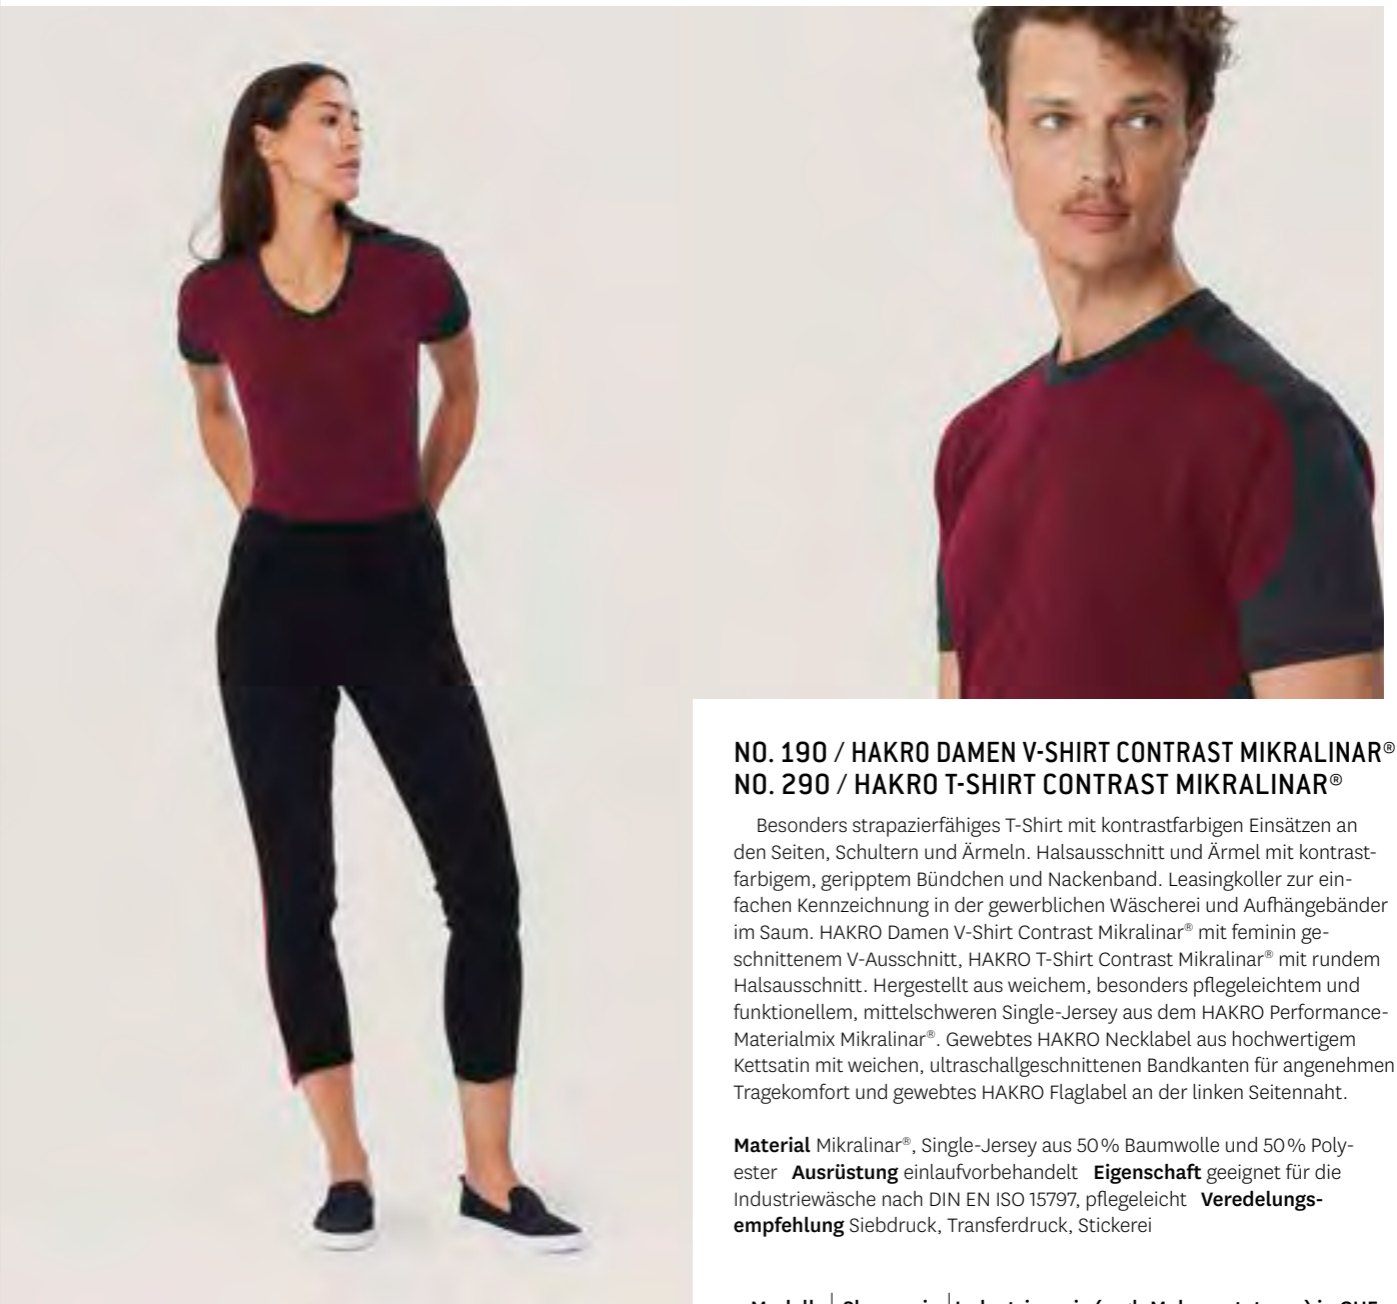 NO. 190 / HAKRO DAMEN V-SHIRT CONTRAST MIKRALINAR®
NO. 290 / HAKRO T-SHIRT CONTRAST MIKRALINAR®
Besonders strapazierfähiges T-Shirt mit kontrastfarbigen Einsätzen an
den Seiten, Schultern und Ärmeln. Halsausschnitt und Ärmel mit kontrast-
farbigem, geripptem Bündchen und Nackenband. Leasingkoller zur ein-
fachen Kennzeichnung in der gewerblichen Wäscherei und Aufhängebänder
im Saum. HAKRO Damen V-Shirt Contrast Mikralinar® mit feminin ge-
schnittenem V-Ausschnitt, HAKRO T-Shirt Contrast Mikralinar® mit rundem
Halsausschnitt. Hergestellt aus weichem, besonders pflegeleichtem und
funktionellem, mittelschweren Single-Jersey aus dem HAKRO Performance-
Materialmix Mikralinar®. Gewebtes HAKRO Necklabel aus hochwertigem
Kettsatin mit weichen, ultraschallgeschnittenen Bandkanten für angenehmen
Tragekomfort und gewebtes HAKRO Flaglabel an der linken Seitennaht.
Material Mikralinar®, Single-Jersey aus 50 % Baumwolle und 50 % Poly-
ester Ausrüstung einlaufvorbehandelt Eigenschaft geeignet für die
Industriewäsche nach DIN EN ISO 15797, pflegeleicht Veredelungs-
empfehlung Siebdruck, Transferdruck, Stickerei